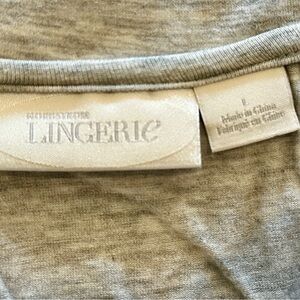 NORDSTROM
LINGERIE
L
Made in China
Fabriqué en Chine